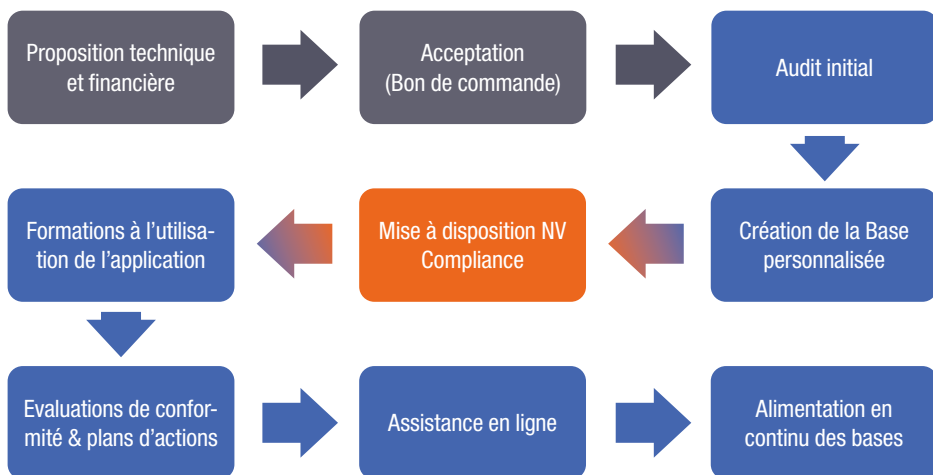 Proposition technique
et financière
Acceptation
(Bon de commande)
Audit initial
Formations à l’utilisa-
tion de l’application
Mise à disposition NV
Compliance
Création de la Base
personnalisée
Evaluations de confor-
mité & plans d’actions
Assistance en ligne
Alimentation en
continu des bases